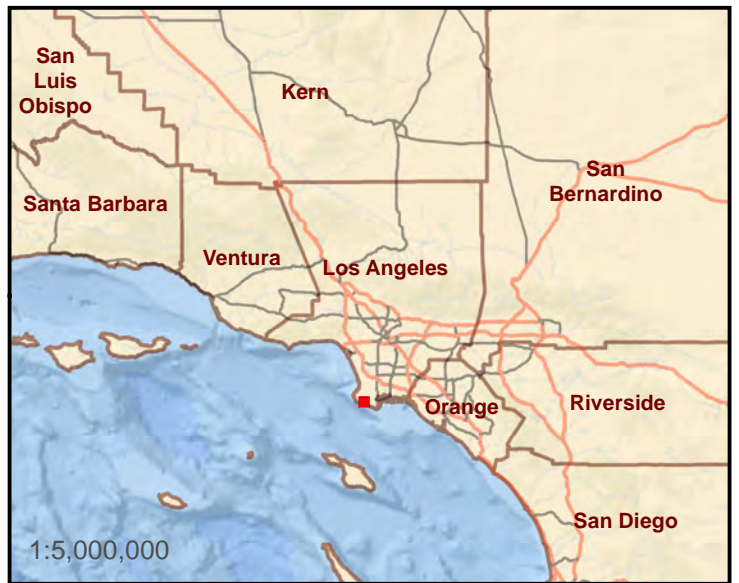 San
Luis
Obispo
Kern
San
Bernardino
Santa Barbara
Ventura
Los Angeles
Orange
Riverside
San Diego
1:5,000,000